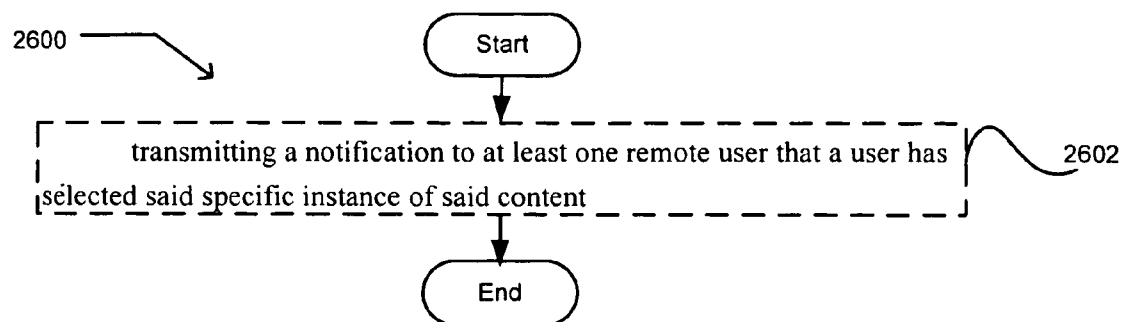 2600
Start
transmitting a notification to at least one remote user that a user has
selected said specific instance of said content
2602
End